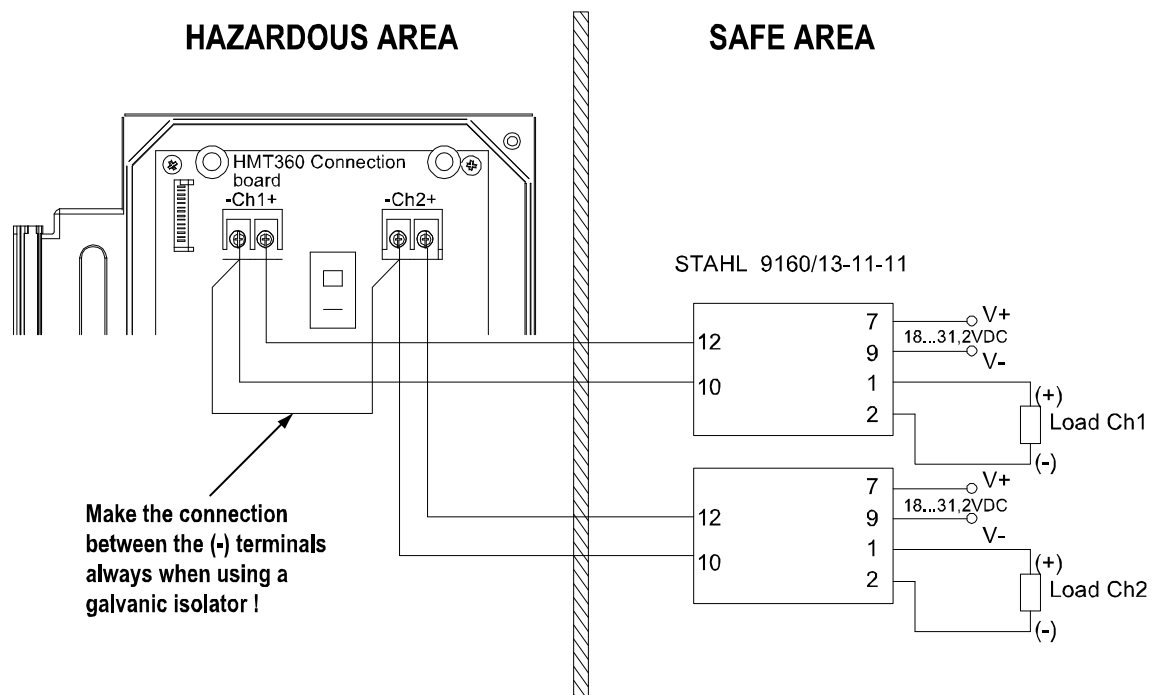 HAZARDOUS AREA
SAFE AREA
HMT360 Connection
board
-Ch1+
-Ch2+
STAHL 9160/13-11-11
12
10
7
9
1
2
V+
18...31,2VDC
V-
(+)
Load Ch1
(-)
12
10
7
9
1
2
V+
18...31,2VDC
V-
(+)
Load Ch2
(-)
Make the connection
between the (-) terminals
always when using a
galvanic isolator !